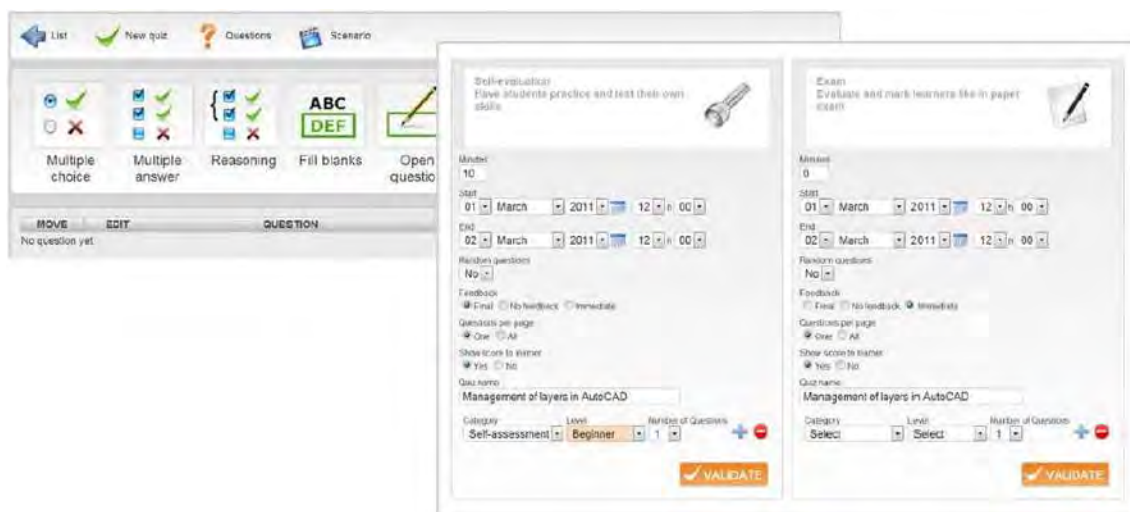 List New quiz Questions Scenario
ABC
DEF
Multiple choice
Multiple answer
Reasoning
Fill blanks
Open
questio
MOVE EDIT QUESTION
No question yet
Self-evaluation
Have students practice and test their own
skills
Minutes
10
Start
01 March 2011 12 h 00
End
02 March 2011 12 h 00
Random questions
No
Feedback
Final No feedback Immediate
Questions per page
One All
Show score to learner
Yes No
Quiz name
Management of layers in AutoCAD
Category Level Number of Questions
Self-assessment Beginner 1
VALIDATE
Exam
Evaluate and mark learners like in paper
exam
Minutes
0
Start
01 March 2011 12 h 00
End
02 March 2011 12 h 00
Random questions
No
Feedback
Final No feedback Immediate
Questions per page
One All
Show score to learner
Yes No
Quiz name
Management of layers in AutoCAD
Category Level Number of Questions
Select Select 1
VALIDATE